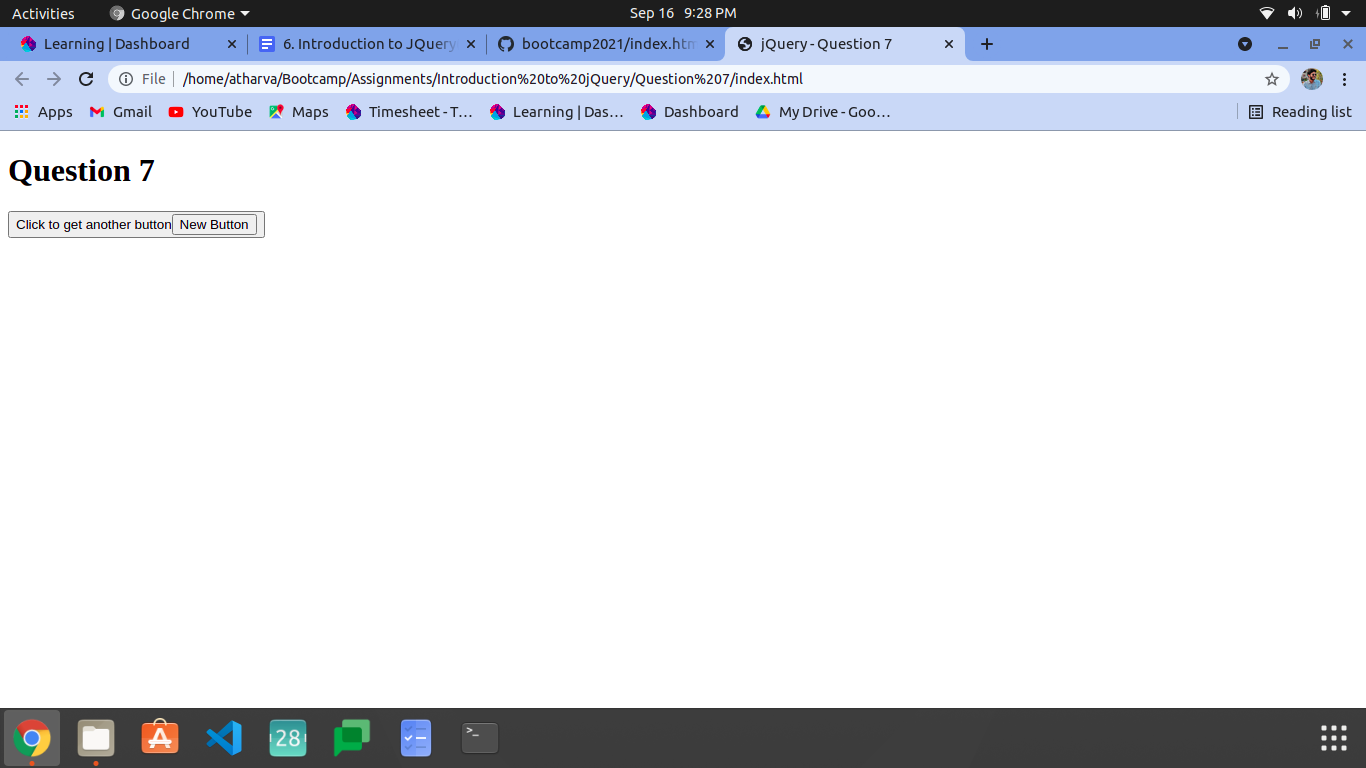 Activities Google Chrome Sep 16 9:28 PM
Learning | Dashboard 6. Introduction to JQuery bootcamp2021/index.htm jQuery - Question 7
File /home/atharva/Bootcamp/Assignments/Introduction%20to%20jQuery/Question%207/index.html
Apps Gmail YouTube Maps Timesheet - T… Learning | Das… Dashboard My Drive - Goo… Reading list
Question 7
Click to get another button New Button
28
>_